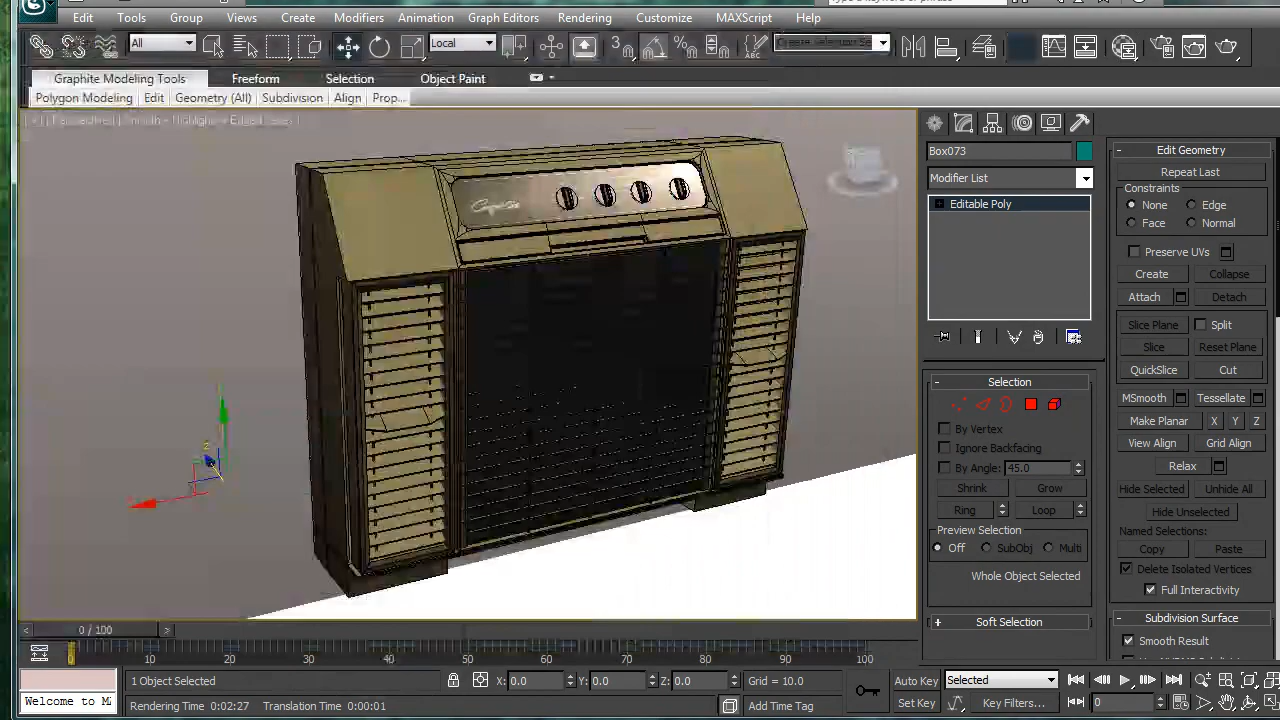 Edit Tools Group Views Create Modifiers Animation Graph Editors Rendering Customize MAXScript Help
All
Local
Graphite Modeling Tools Freeform Selection Object Paint
Polygon Modeling Edit Geometry (All) Subdivision Align Prop...
Box073
Modifier List
Editable Poly
Selection
By Vertex
Ignore Backfacing
By Angle: 45.0
Shrink Grow
Ring Loop
Preview Selection
Off SubObj Multi
Whole Object Selected
Soft Selection
Edit Geometry
Repeat Last
Constraints
None Edge
Face Normal
Preserve UVs
Create Collapse
Attach Detach
Slice Plane Split
Slice Reset Plane
QuickSlice Cut
MSmooth Tessellate
Make Planar X Y Z
View Align Grid Align
Relax
Hide Selected Unhide All
Hide Unselected
Named Selections:
Copy Paste
Delete Isolated Vertices
Full Interactivity
Subdivision Surface
Smooth Result
0 / 100
0 10 20 30 40 50 60 70 80 90 100
1 Object Selected X: 0.0 Y: 0.0 Z: 0.0 Grid = 10.0 Auto Key Selected
Welcome to M Rendering Time 0:02:27 Translation Time 0:00:01 Add Time Tag Set Key Key Filters... 0